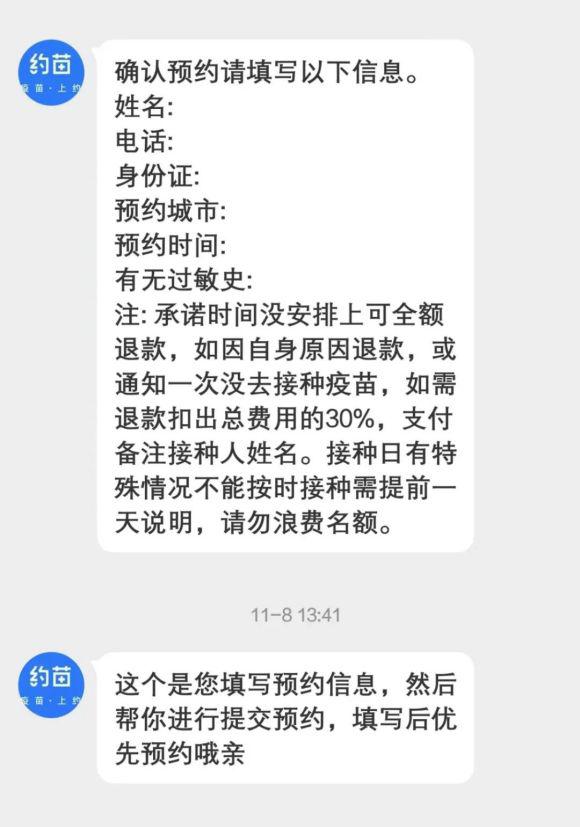 约苗
疫苗·上约
确认预约请填写以下信息。
姓名:
电话:
身份证:
预约城市:
预约时间:
有无过敏史:
注: 承诺时间没安排上可全额
退款，如因自身原因退款，或
通知一次没去接种疫苗，如需
退款扣出总费用的30%，支付
备注接种人姓名。接种日有特
殊情况不能按时接种需提前一
天说明，请勿浪费名额。
11-8 13:41
约苗
疫苗·上约
这个是您填写预约信息，然后
帮你进行提交预约，填写后优
先预约哦亲